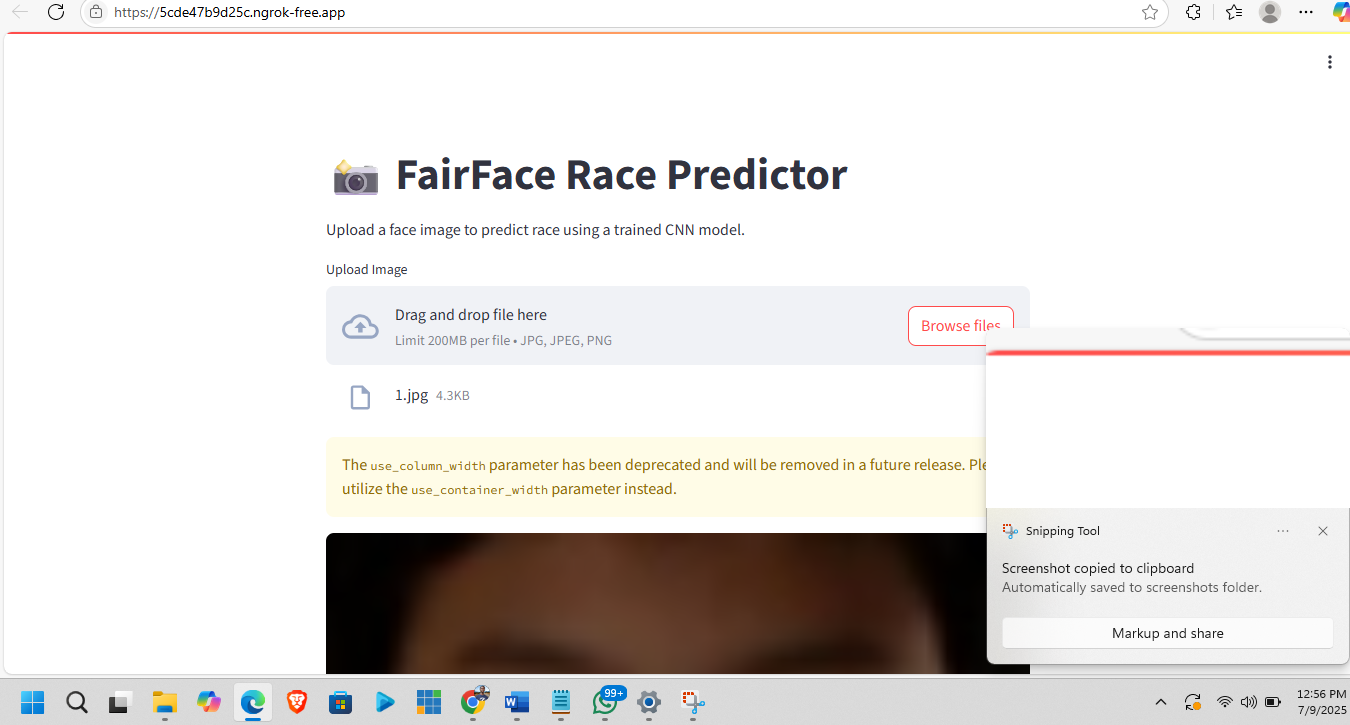 https://5cde47b9d25c.ngrok-free.app
FairFace Race Predictor
Upload a face image to predict race using a trained CNN model.
Upload Image
Drag and drop file here
Limit 200MB per file • JPG, JPEG, PNG
Browse files
1.jpg 4.3KB
The use_column_width parameter has been deprecated and will be removed in a future release.
utilize the use_container_width parameter instead.
Snipping Tool
Screenshot copied to clipboard
Automatically saved to screenshots folder.
Markup and share
99+
12:56 PM
7/9/2025